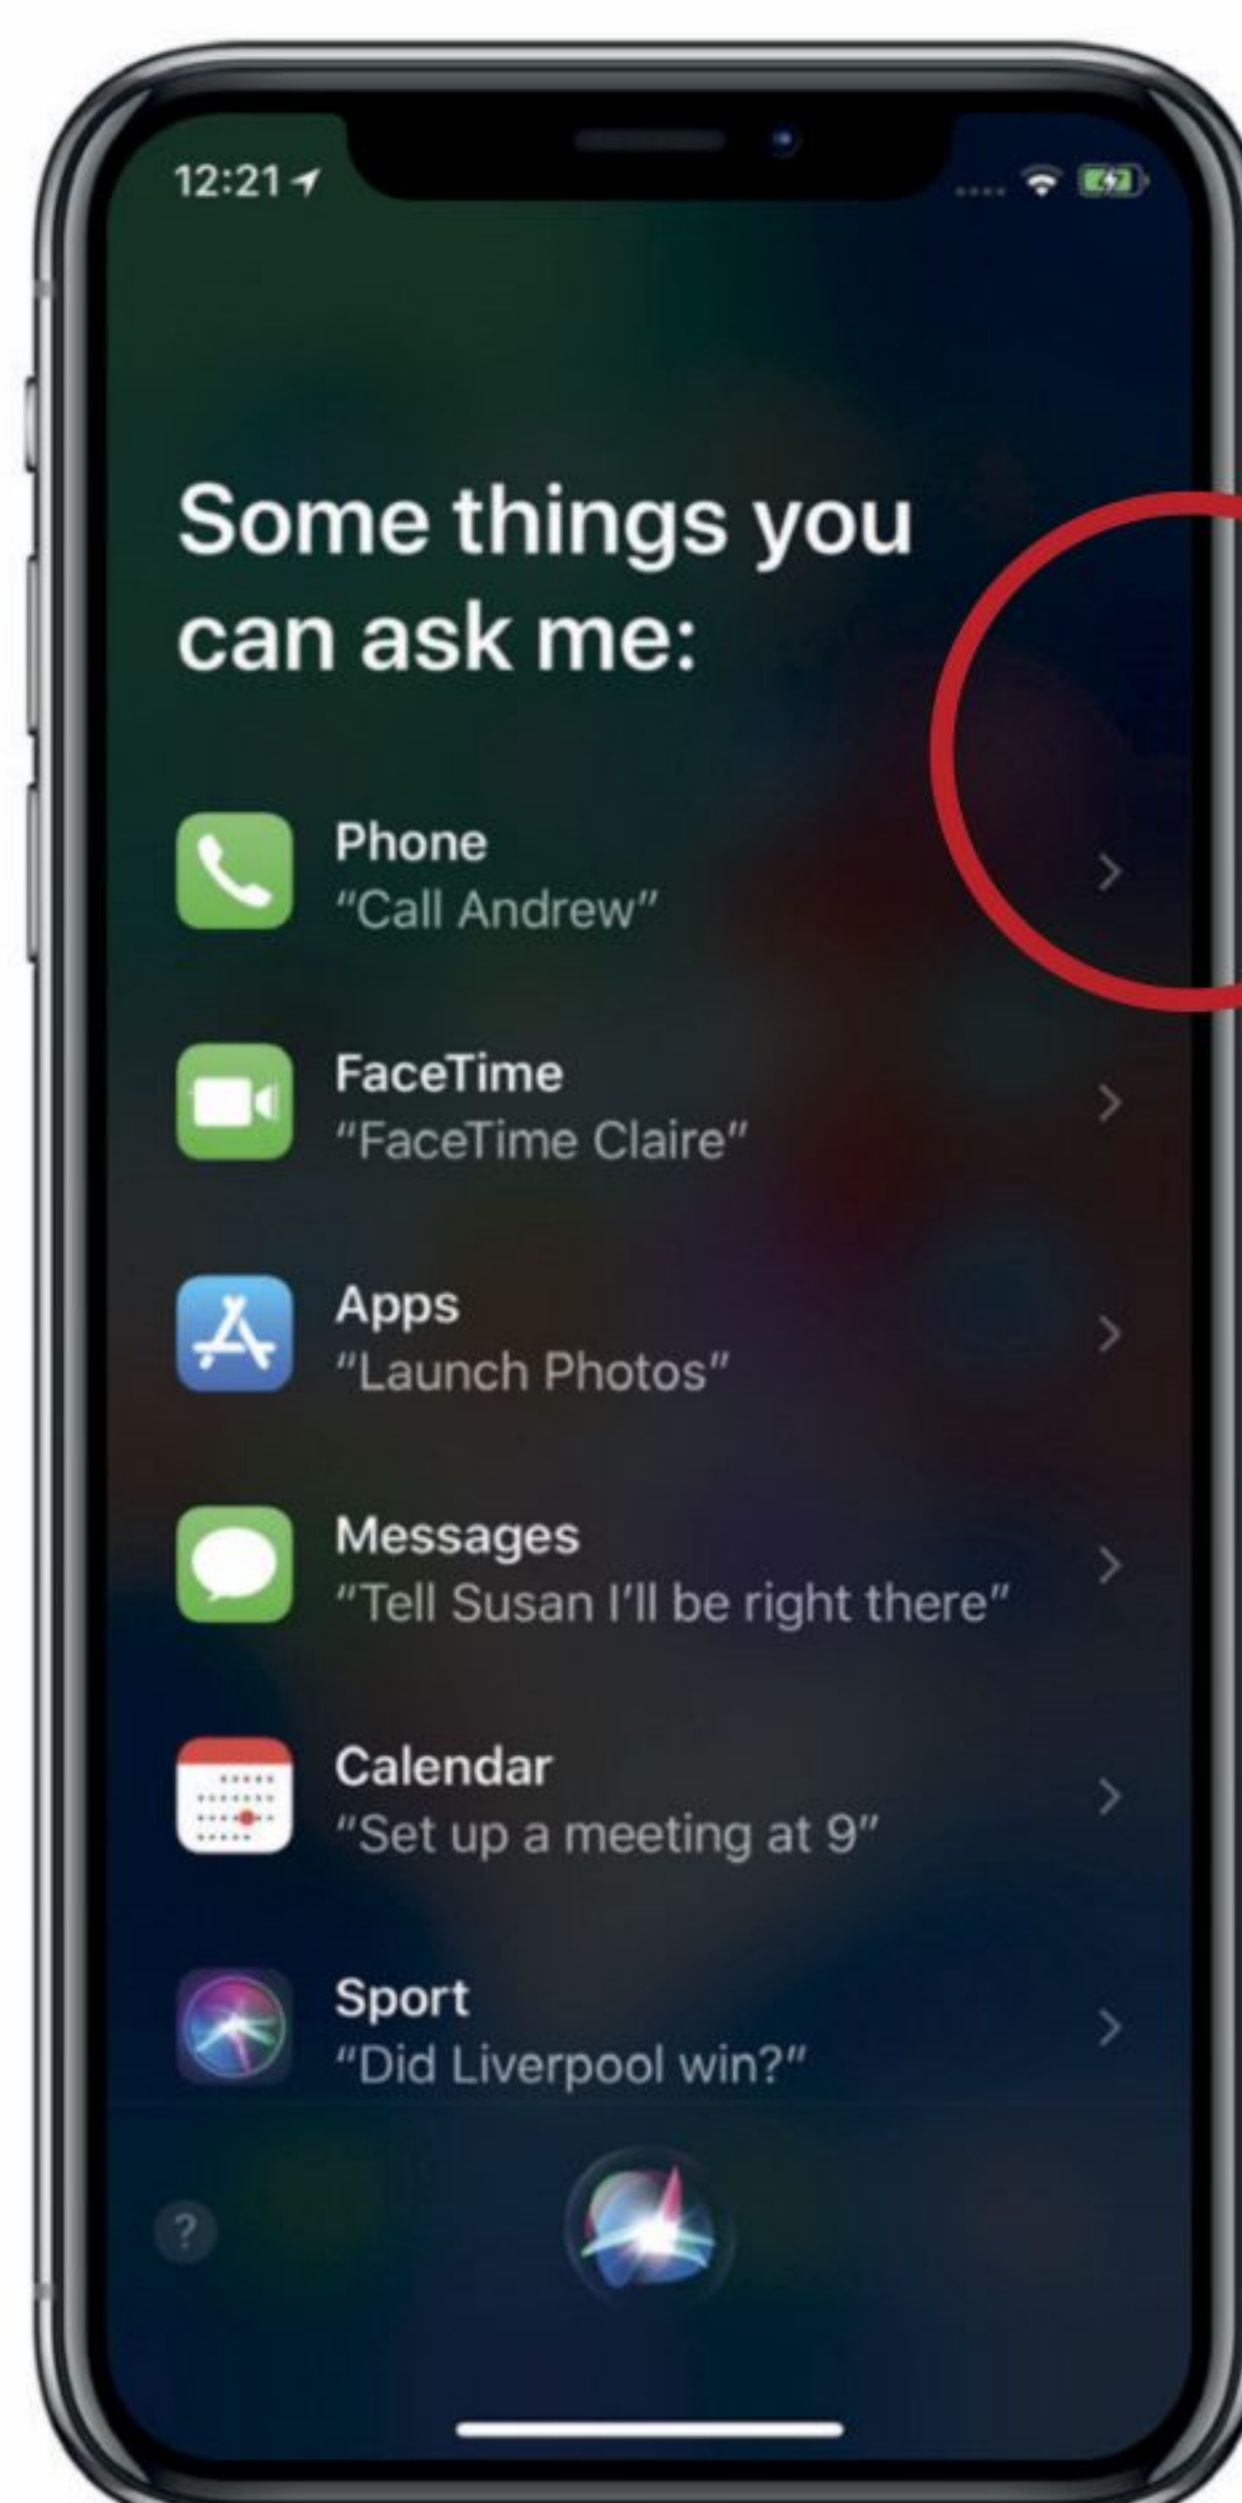 12:21
Some things you
can ask me:
Phone
“Call Andrew”
FaceTime
“FaceTime Claire”
Apps
“Launch Photos”
Messages
“Tell Susan I’ll be right there”
Calendar
“Set up a meeting at 9”
Sport
“Did Liverpool win?”
?